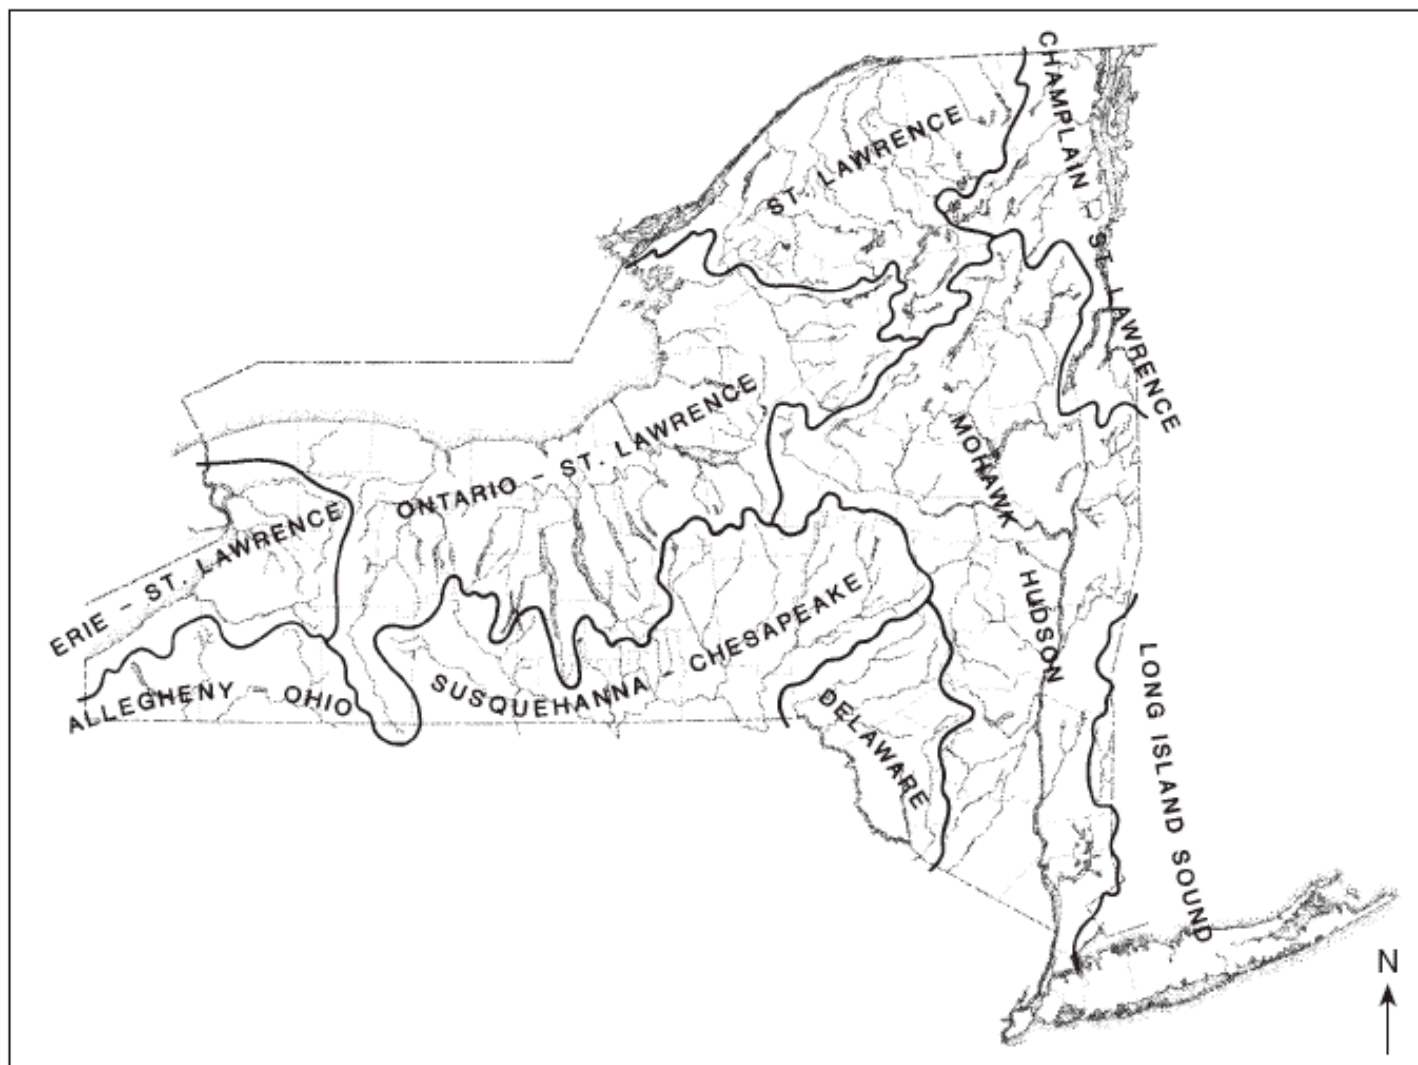 CHAMPLAIN - ST. LAWRENCE
ST. LAWRENCE
ONTARIO - ST. LAWRENCE
MOHAWK - HUDSON
ERIE - ST. LAWRENCE
ALLEGHENY - OHIO
SUSQUEHANNA - CHESAPEAKE
DELAWARE
LONG ISLAND SOUND
N